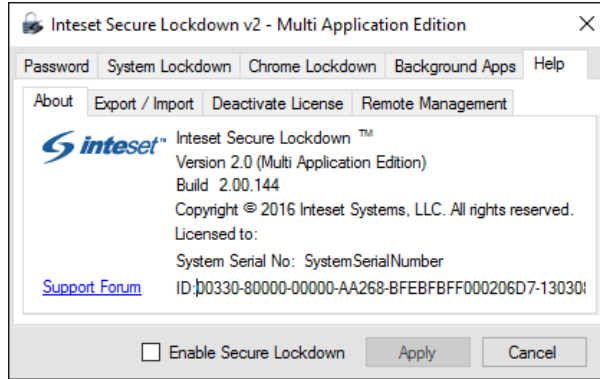 Inteset Secure Lockdown v2 - Multi Application Edition
Password System Lockdown Chrome Lockdown Background Apps Help
About Export / Import Deactivate License Remote Management
inteset™ Inteset Secure Lockdown ™
Version 2.0 (Multi Application Edition)
Build 2.00.144
Copyright © 2016 Inteset Systems, LLC. All rights reserved.
Licensed to:
System Serial No: SystemSerialNumber
Support Forum ID:00330-80000-00000-AA268-BFEBFBFF000206D7-13030
Enable Secure Lockdown Apply Cancel